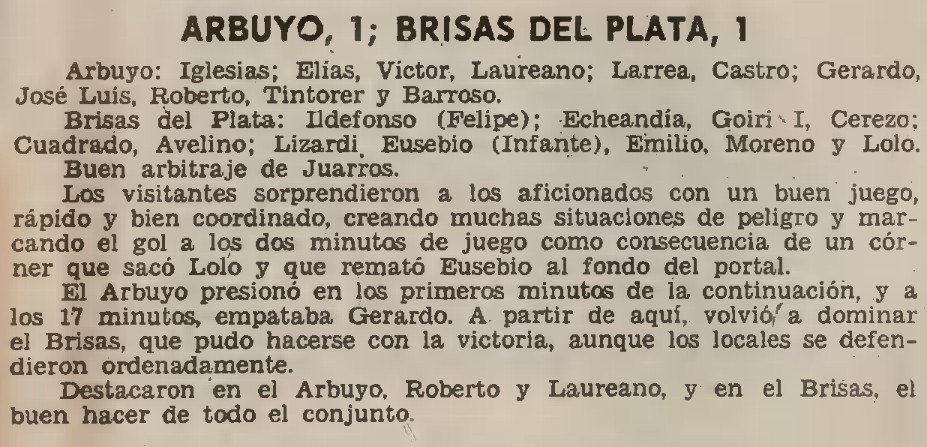 ARBUYO, 1; BRISAS DEL PLATA, 1
Arbuyo: Iglesias; Elías, Víctor, Laureano; Larrea, Castro; Gerardo,
José Luis, Roberto, Tintorer y Barroso.
Brisas del Plata: Ildefonso (Felipe); Echeandía, Goiri I, Cerezo;
Cuadrado, Avelino; Lizardi, Eusebio (Infante), Emilio, Moreno y Lolo.
Buen arbitraje de Juarros.
Los visitantes sorprendieron a los aficionados con un buen juego,
rápido y bien coordinado, creando muchas situaciones de peligro y mar-
cando el gol a los dos minutos de juego como consecuencia de un cór-
ner que sacó Lolo y que remató Eusebio al fondo del portal.
El Arbuyo presionó en los primeros minutos de la continuación, y a
los 17 minutos, empataba Gerardo. A partir de aquí, volvió a dominar
el Brisas, que pudo hacerse con la victoria, aunque los locales se defen-
dieron ordenadamente.
Destacaron en el Arbuyo, Roberto y Laureano, y en el Brisas, el
buen hacer de todo el conjunto.